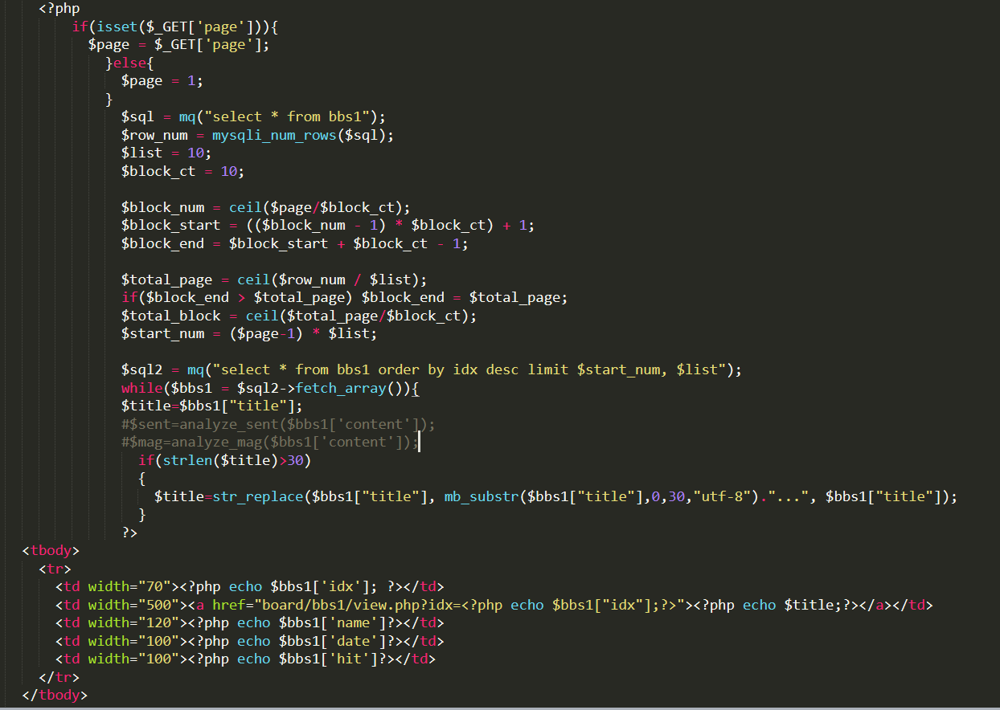 <?php
if(isset($_GET['page'])){
$page = $_GET['page'];
}else{
$page = 1;
}
$sql = mq("select * from bbs1");
$row_num = mysqli_num_rows($sql);
$list = 10;
$block_ct = 10;
$block_num = ceil($page/$block_ct);
$block_start = (($block_num - 1) * $block_ct) + 1;
$block_end = $block_start + $block_ct - 1;
$total_page = ceil($row_num / $list);
if($block_end > $total_page) $block_end = $total_page;
$total_block = ceil($total_page/$block_ct);
$start_num = ($page-1) * $list;
$sql2 = mq("select * from bbs1 order by idx desc limit $start_num, $list");
while($bbs1 = $sql2->fetch_array()){
$title=$bbs1["title"];
#$sent=analyze_sent($bbs1['content']);
#$mag=analyze_mag($bbs1['content']);
if(strlen($title)>30)
{
$title=str_replace($bbs1["title"], mb_substr($bbs1["title"],0,30,"utf-8")."...", $bbs1["title"]);
}
?>
<tbody>
<tr>
<td width="70"><?php echo $bbs1['idx']; ?></td>
<td width="500"><a href="board/bbs1/view.php?idx=<?php echo $bbs1["idx"];?>"><?php echo $title;?></a></td>
<td width="120"><?php echo $bbs1['name']?></td>
<td width="100"><?php echo $bbs1['date']?></td>
<td width="100"><?php echo $bbs1['hit']?></td>
</tr>
</tbody>